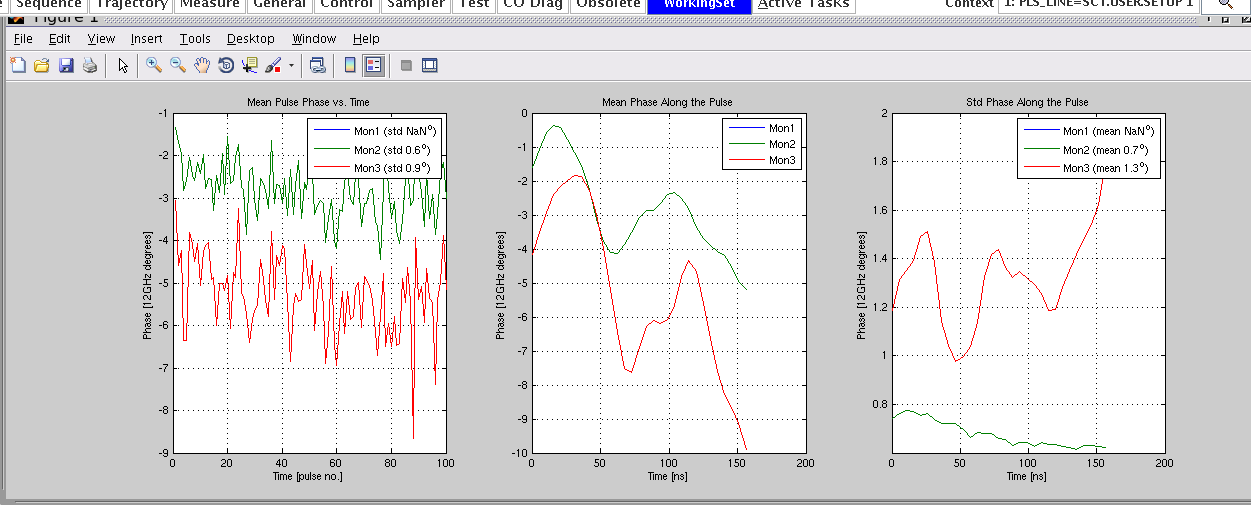 Sequence Trajectory Measure General Control Sampler Test CO Diag Obsolete WorkingSet Active Tasks Context 1: PLS_LINE=SCT.USER.SETUP 1
Figure 1
File Edit View Insert Tools Desktop Window Help
Mean Pulse Phase vs. Time
-1
-2
-3
-4
-5
-6
-7
-8
-9
0 20 40 60 80 100
Phase [12GHz degrees]
Time [pulse no.]
Mon1 (std NaN°)
Mon2 (std 0.6°)
Mon3 (std 0.9°)
Mean Phase Along the Pulse
0
-1
-2
-3
-4
-5
-6
-7
-8
-9
-10
0 50 100 150 200
Phase [12GHz degrees]
Time [ns]
Mon1
Mon2
Mon3
Std Phase Along the Pulse
2
1.8
1.6
1.4
1.2
1
0.8
0 50 100 150 200
Phase [12GHz degrees]
Time [ns]
Mon1 (mean NaN°)
Mon2 (mean 0.7°)
Mon3 (mean 1.3°)